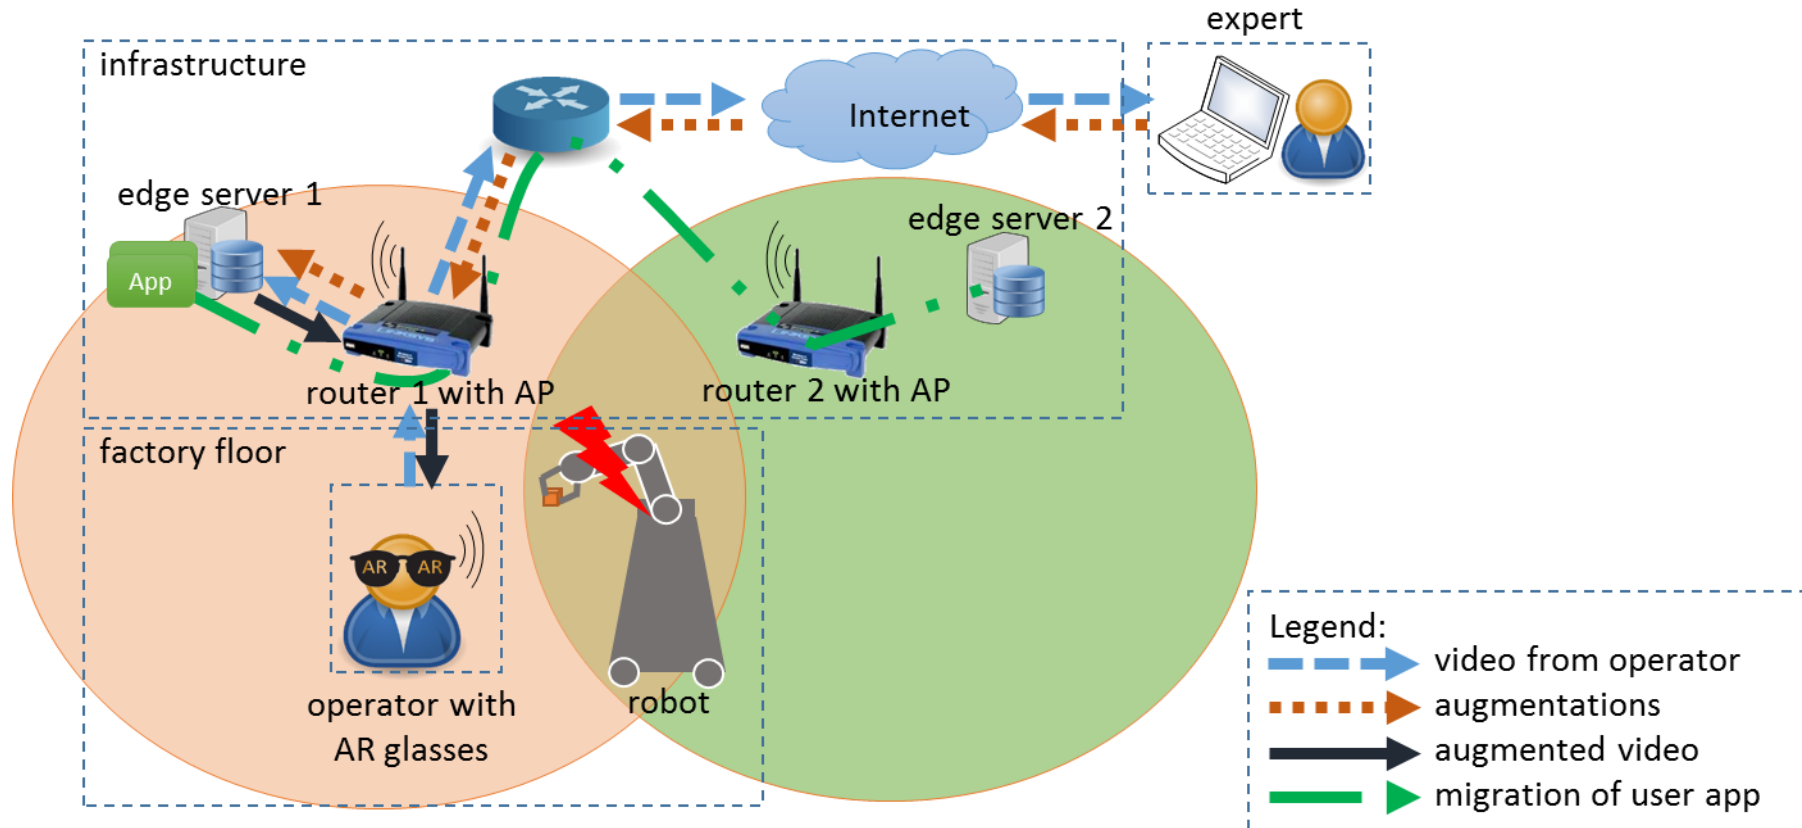 expert
infrastructure
Internet
edge server 1
edge server 2
App
LINKSYS
LINKSYS
router 1 with AP
router 2 with AP
factory floor
AR AR
operator with
AR glasses
robot
Legend:
video from operator
augmentations
augmented video
migration of user app